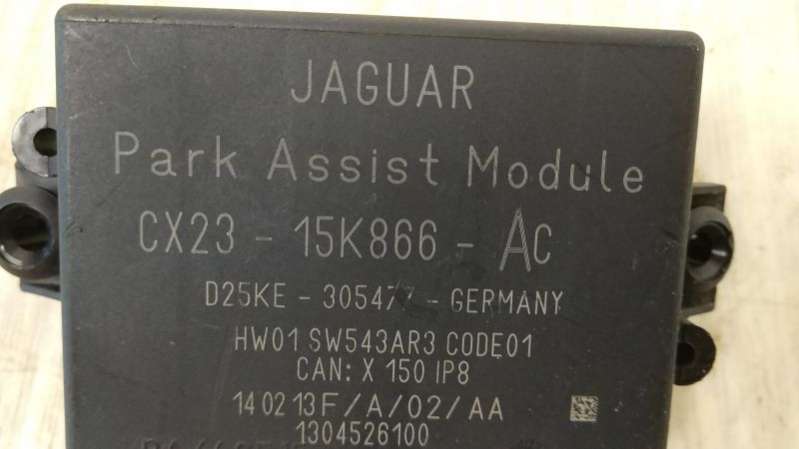 JAGUAR
Park Assist Module
CX23 - 15K866 - AC
D25KE - 305477 - GERMANY
HW01 SW543AR3 CODE01
CAN: X 150 IP8
14 02 13F/A/02/AA
1304526100